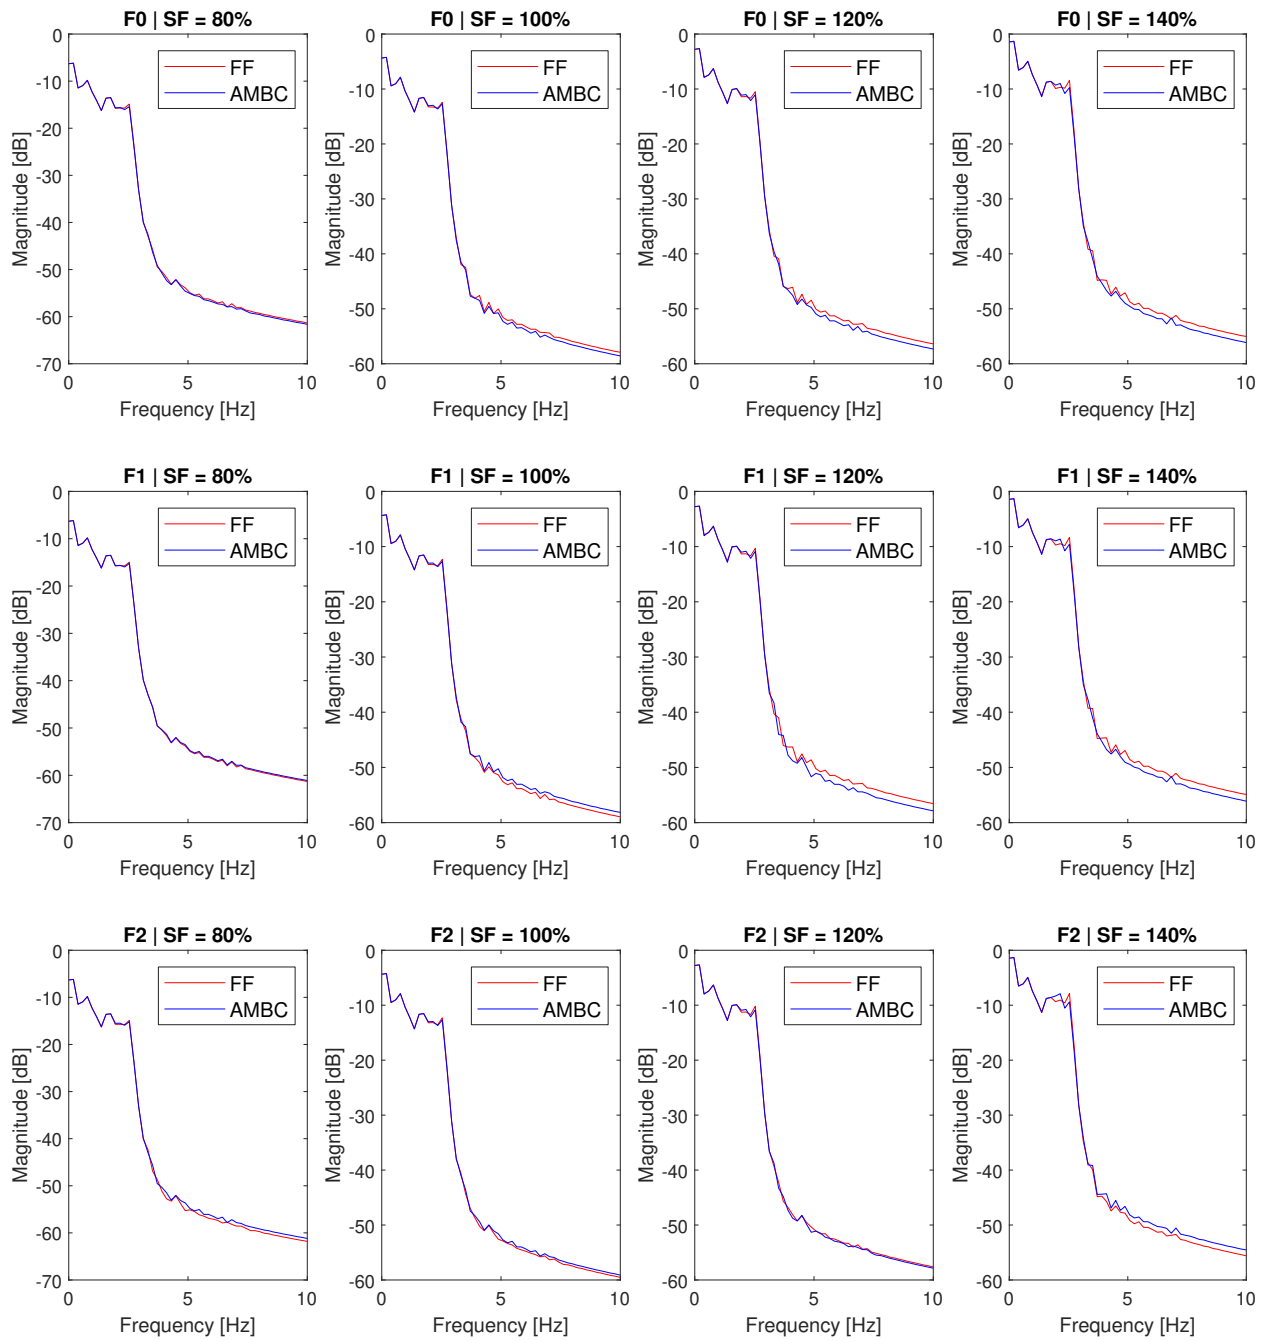 F0 | SF = 80%
0
-10
-20
-30
-40
-50
-60
-70
Magnitude [dB]
FF
AMBC
0
5
10
Frequency [Hz]
F0 | SF = 100%
0
-10
-20
-30
-40
-50
-60
Magnitude [dB]
FF
AMBC
0
5
10
Frequency [Hz]
F0 | SF = 120%
0
-10
-20
-30
-40
-50
-60
Magnitude [dB]
FF
AMBC
0
5
10
Frequency [Hz]
F0 | SF = 140%
0
-10
-20
-30
-40
-50
-60
Magnitude [dB]
FF
AMBC
0
5
10
Frequency [Hz]
F1 | SF = 80%
0
-10
-20
-30
-40
-50
-60
-70
Magnitude [dB]
FF
AMBC
0
5
10
Frequency [Hz]
F1 | SF = 100%
0
-10
-20
-30
-40
-50
-60
Magnitude [dB]
FF
AMBC
0
5
10
Frequency [Hz]
F1 | SF = 120%
0
-10
-20
-30
-40
-50
-60
Magnitude [dB]
FF
AMBC
0
5
10
Frequency [Hz]
F1 | SF = 140%
0
-10
-20
-30
-40
-50
-60
Magnitude [dB]
FF
AMBC
0
5
10
Frequency [Hz]
F2 | SF = 80%
0
-10
-20
-30
-40
-50
-60
-70
Magnitude [dB]
FF
AMBC
0
5
10
Frequency [Hz]
F2 | SF = 100%
0
-10
-20
-30
-40
-50
-60
Magnitude [dB]
FF
AMBC
0
5
10
Frequency [Hz]
F2 | SF = 120%
0
-10
-20
-30
-40
-50
-60
Magnitude [dB]
FF
AMBC
0
5
10
Frequency [Hz]
F2 | SF = 140%
0
-10
-20
-30
-40
-50
-60
Magnitude [dB]
FF
AMBC
0
5
10
Frequency [Hz]